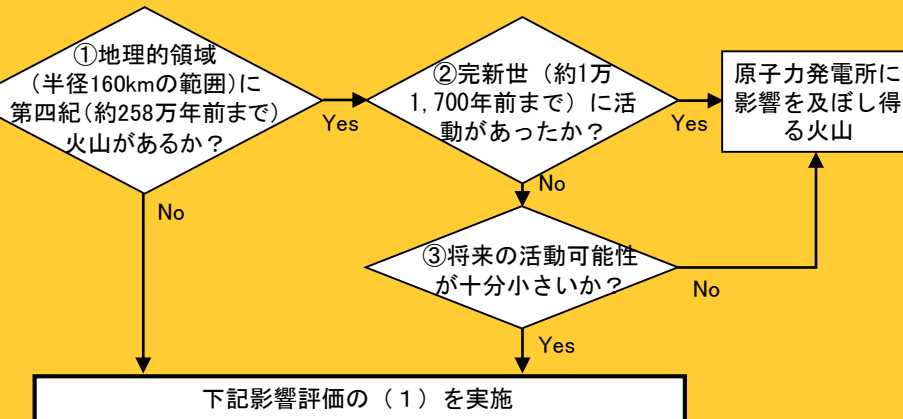 ①地理的領域
(半径160kmの範囲)に
第四紀(約258万年前まで)
火山があるか？
Yes
②完新世（約1万
1,700年前まで）に活
動があったか？
Yes
原子力発電所に
影響を及ぼし得
る火山
No
No
③将来の活動可能性
が十分小さいか？
No
Yes
下記影響評価の（１）を実施